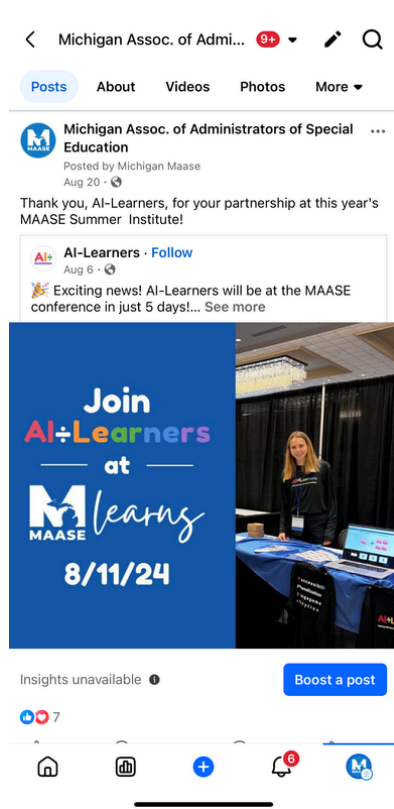 Michigan Assoc. of Admi... 9+
Posts About Videos Photos More
MAASE
Michigan Assoc. of Administrators of Special
Education
Posted by Michigan Maase
Aug 20 ·
Thank you, AI-Learners, for your partnership at this year's
MAASE Summer Institute!
AI+
AI-Learners · Follow
Aug 6 ·
🎉 Exciting news! AI-Learners will be at the MAASE
conference in just 5 days!... See more
Join
AI÷Learners
at
M learns
MAASE
8/11/24
Insights unavailable
Boost a post
7
6